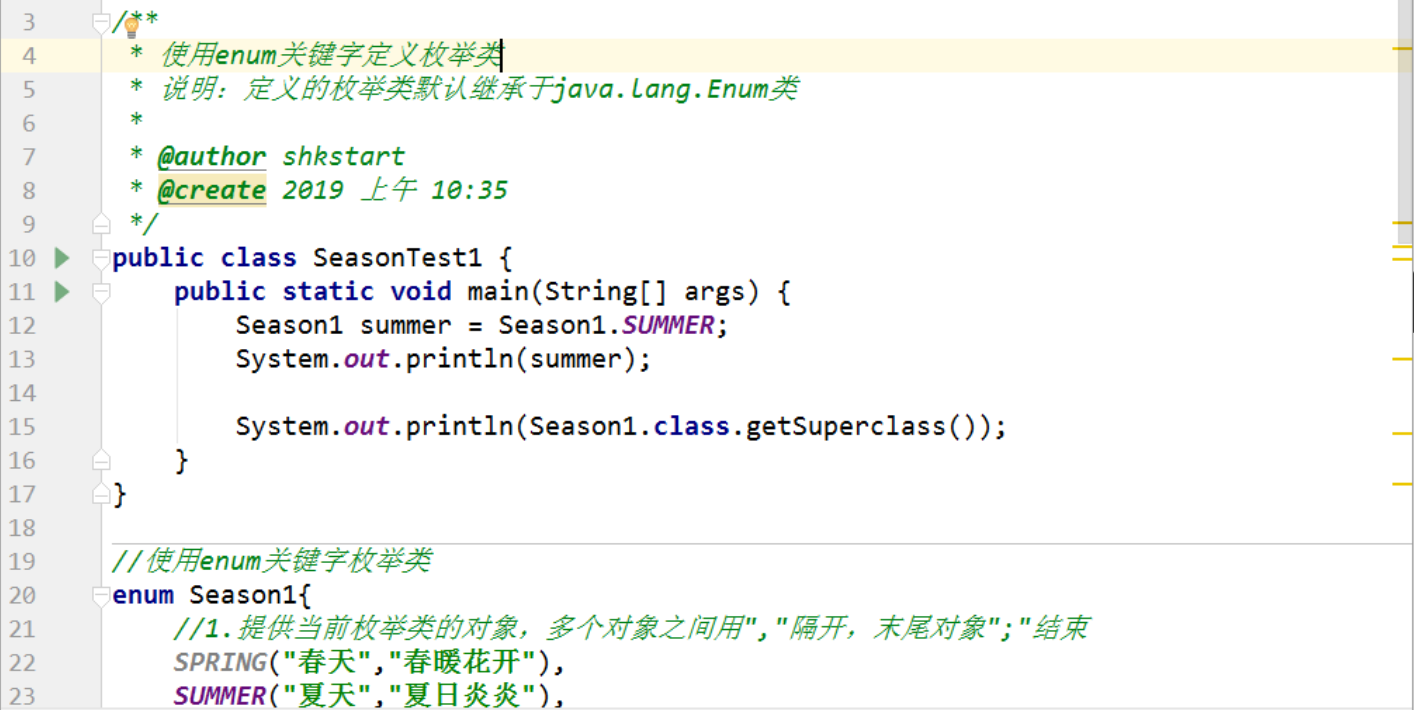 3 /**
4 * 使用enum关键字定义枚举类
5 * 说明：定义的枚举类默认继承于java.lang.Enum类
6 *
7 * @author shkstart
8 * @create 2019 上午 10:35
9 */
10 public class SeasonTest1 {
11 public static void main(String[] args) {
12 Season1 summer = Season1.SUMMER;
13 System.out.println(summer);
14
15 System.out.println(Season1.class.getSuperclass());
16 }
17 }
18
19 //使用enum关键字枚举类
20 enum Season1{
21 //1.提供当前枚举类的对象，多个对象之间用","隔开，末尾对象";"结束
22 SPRING("春天","春暖花开"),
23 SUMMER("夏天","夏日炎炎"),